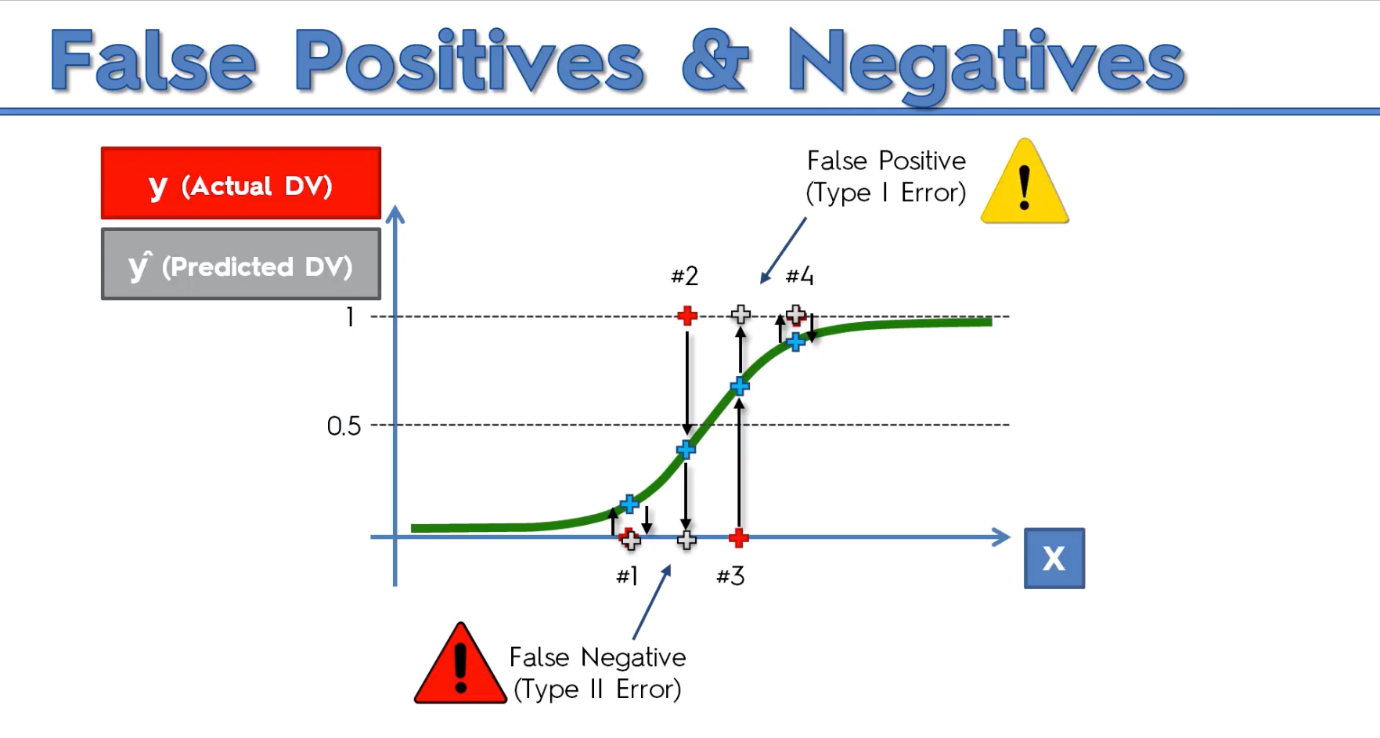 False Positives & Negatives
y (Actual DV)
ŷ (Predicted DV)
False Positive
(Type I Error)
#2
#4
1
0.5
#1
#3
X
False Negative
(Type II Error)